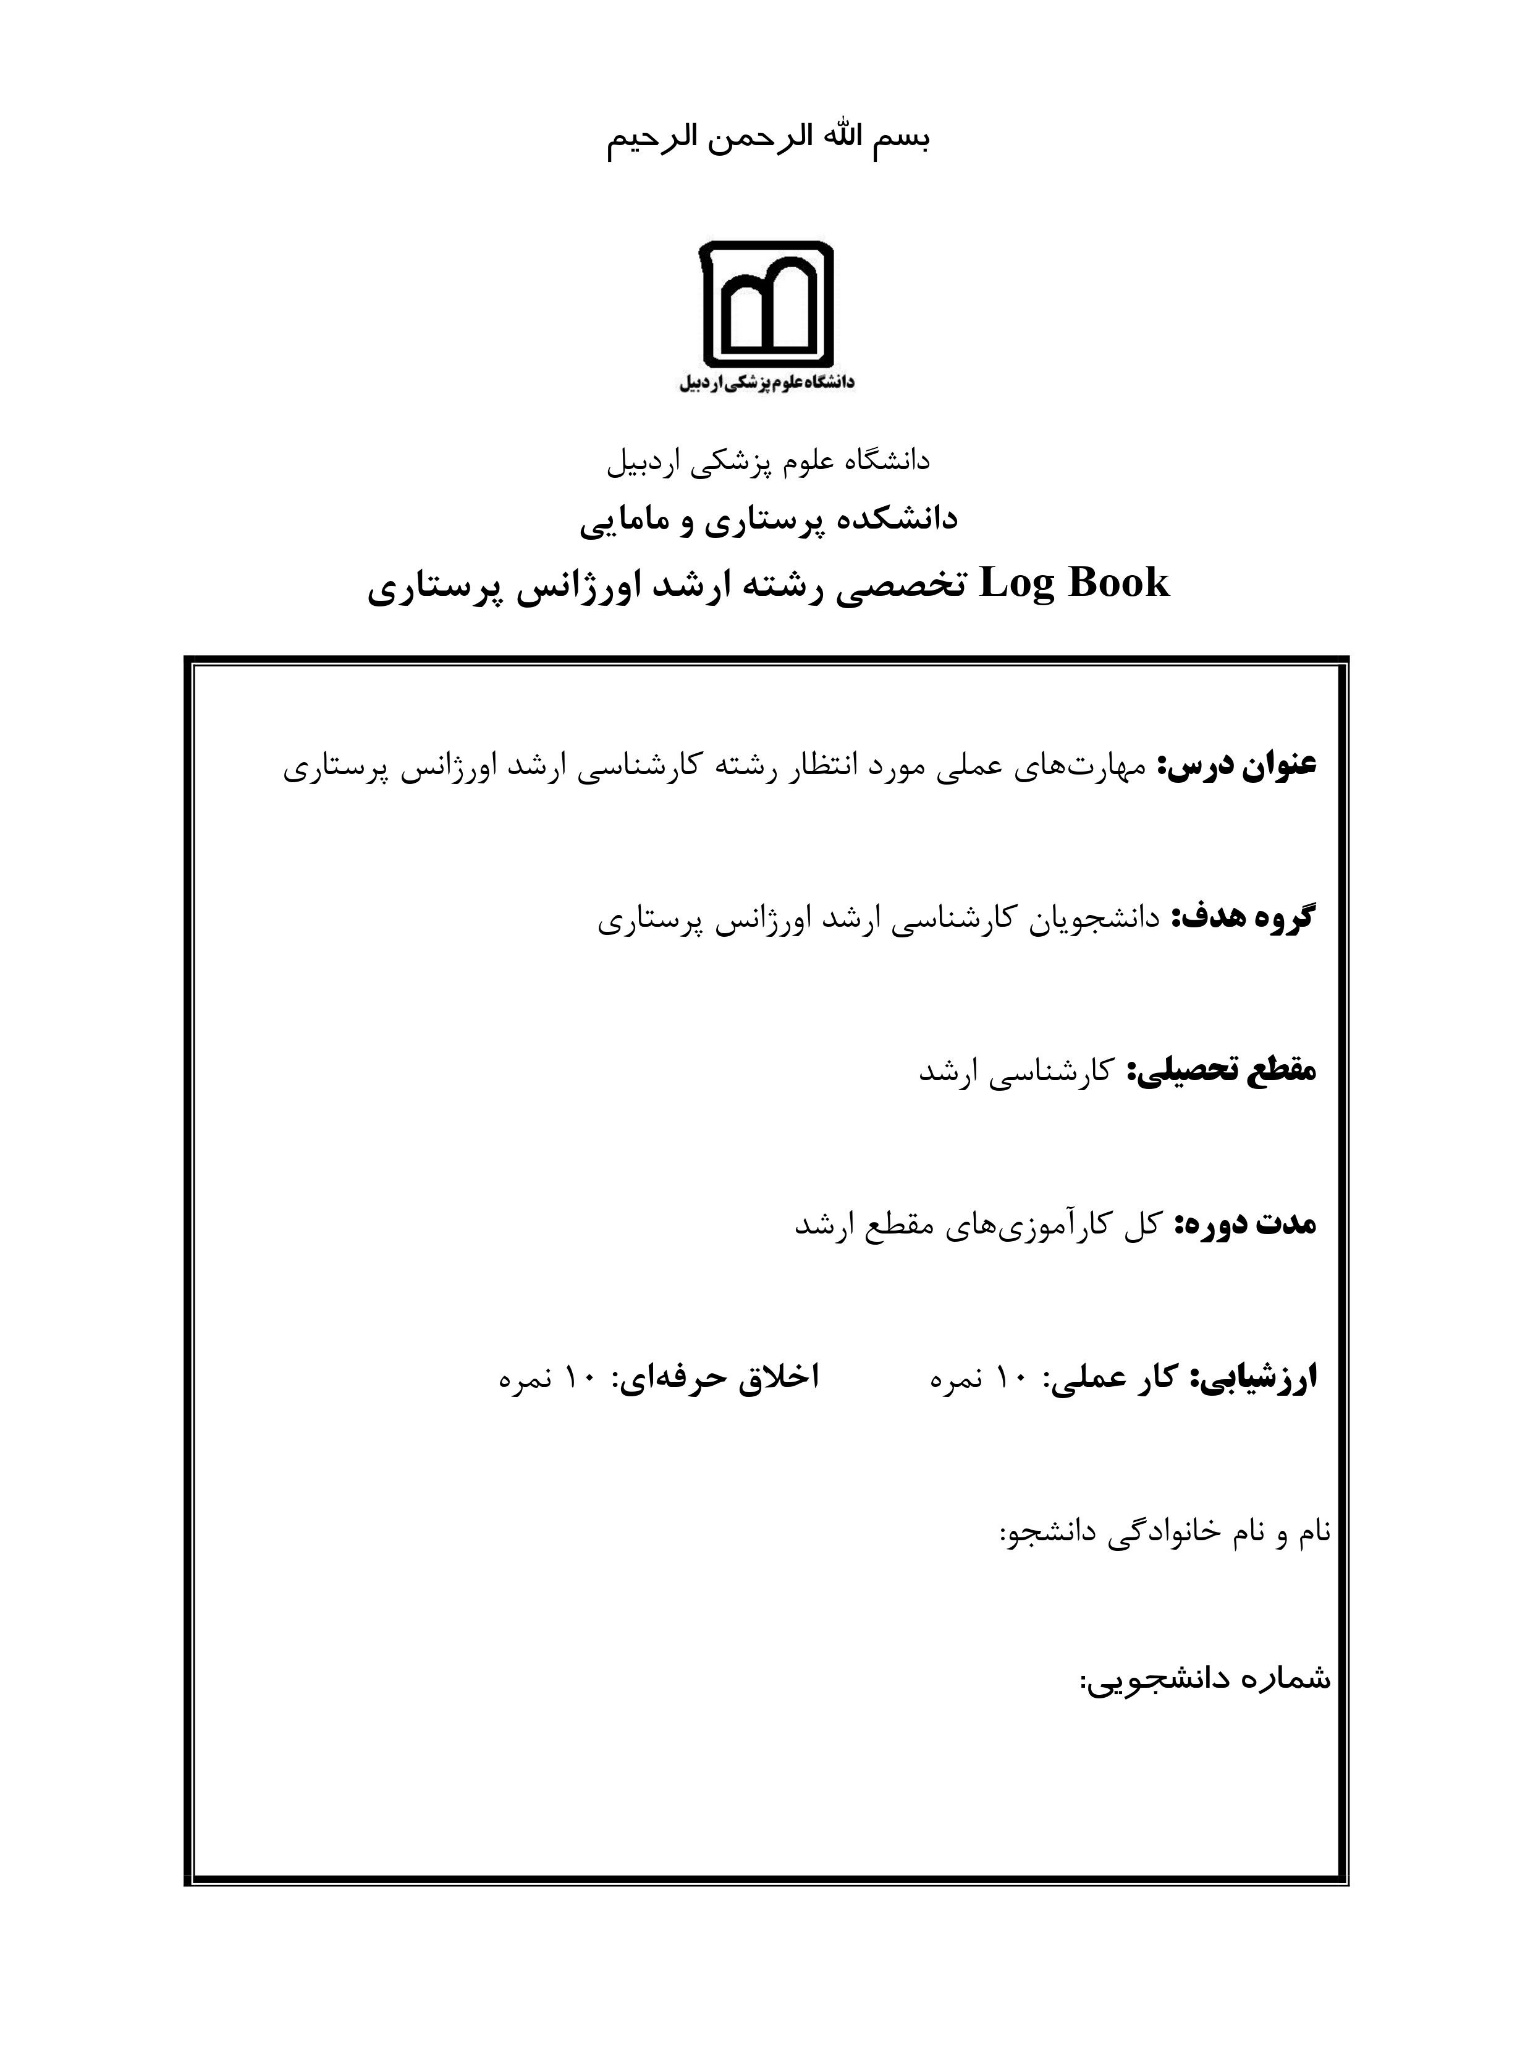 بسم الله الرحمن الرحیم
دانشگاه علوم پزشکی اردبیل
دانشگاه علوم پزشکی اردبیل
دانشکده پرستاری و مامایی
Log Book تخصصی رشته ارشد اورژانس پرستاری
عنوان درس: مهارت‌های عملی مورد انتظار رشته کارشناسی ارشد اورژانس پرستاری
گروه هدف: دانشجویان کارشناسی ارشد اورژانس پرستاری
مقطع تحصیلی: کارشناسی ارشد
مدت دوره: کل کارآموزی‌های مقطع ارشد
ارزشیابی: کار عملی: ۱۰ نمره اخلاق حرفه‌ای: ۱۰ نمره
نام و نام خانوادگی دانشجو:
شماره دانشجویی: